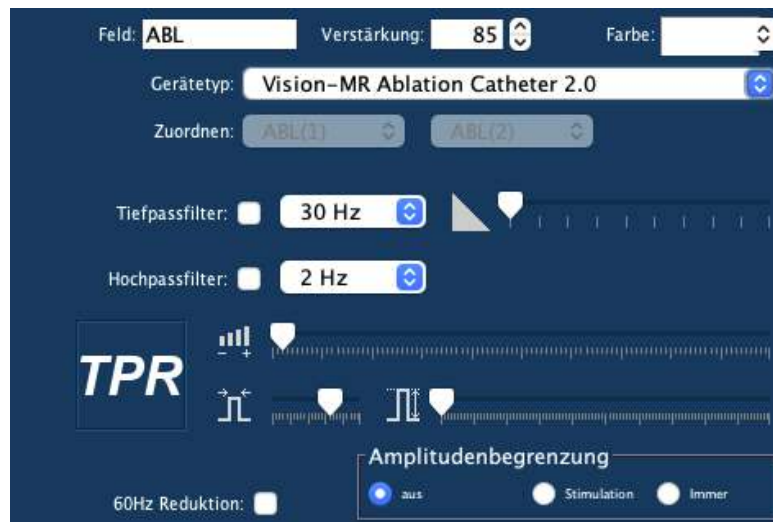 Feld: ABL Verstärkung: 85 Farbe:
Gerätetyp: Vision-MR Ablation Catheter 2.0
Zuordnen: ABL(1) ABL(2)
Tiefpassfilter: 30 Hz
Hochpassfilter: 2 Hz
- +
TPR
Amplitudenbegrenzung
60Hz Reduktion: aus Stimulation Immer